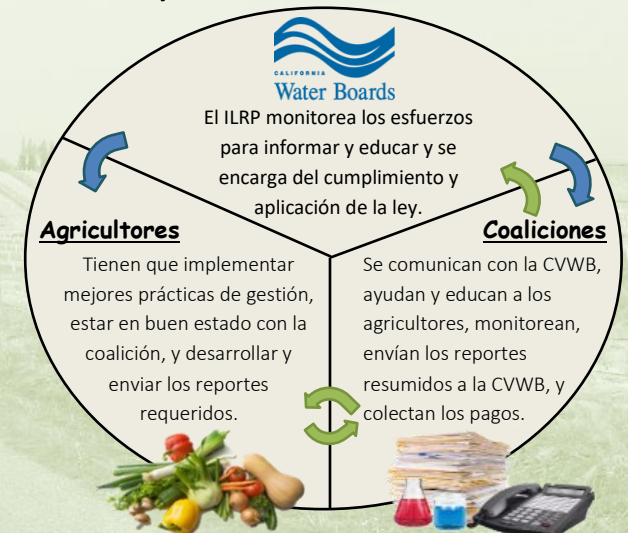 CALIFORNIA
Water Boards
El ILRP monitorea los esfuerzos
para informar y educar y se
encarga del cumplimiento y
aplicación de la ley.
Agricultores
Tienen que implementar
mejores prácticas de gestión,
estar en buen estado con la
coalición, y desarrollar y
enviar los reportes
requeridos.
Coaliciones
Se comunican con la CVWB,
ayudan y educan a los
agricultores, monitorean,
envían los reportes
resumidos a la CVWB, y
colectan los pagos.